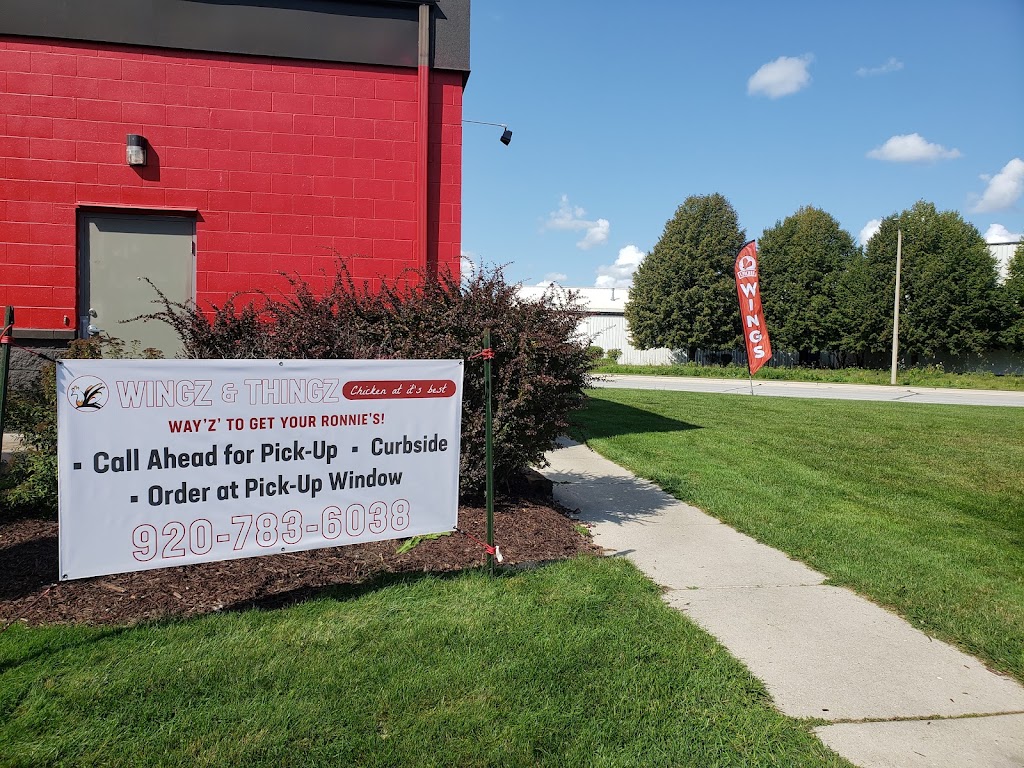 WINGZ & THINGZ Chicken at it's best
WAY'Z' TO GET YOUR RONNIE'S!
▪ Call Ahead for Pick-Up ▪ Curbside
▪ Order at Pick-Up Window
920-783-6038
WINGS